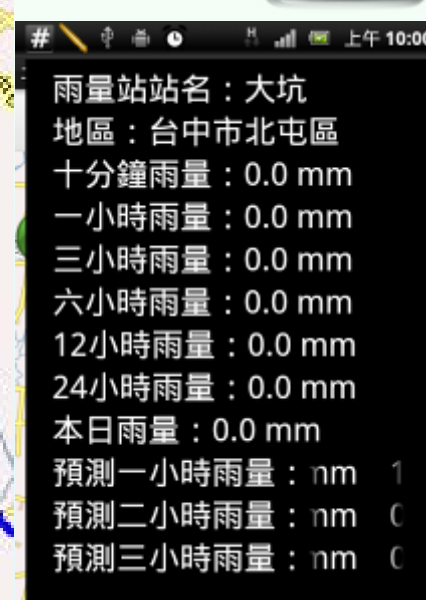 # H 上午 10:00
雨量站站名：大坑
地區：台中市北屯區
十分鐘雨量：0.0 mm
一小時雨量：0.0 mm
三小時雨量：0.0 mm
六小時雨量：0.0 mm
12小時雨量：0.0 mm
24小時雨量：0.0 mm
本日雨量：0.0 mm
預測一小時雨量：mm 1
預測二小時雨量：mm
預測三小時雨量：mm